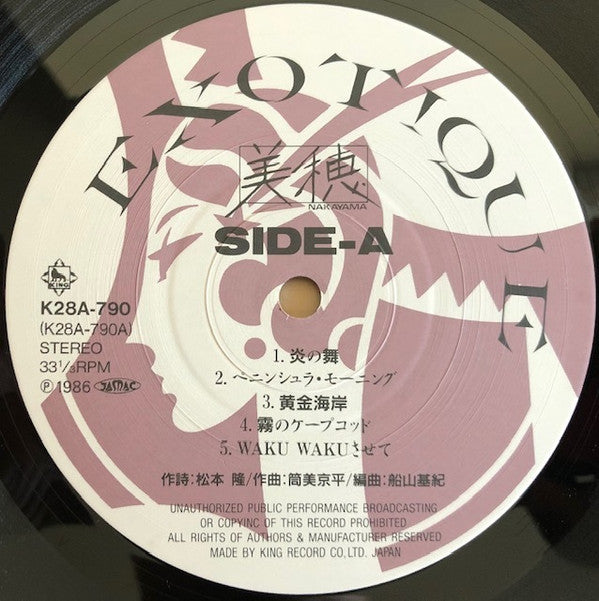 EXOTIQUE
美穂
NAKAYAMA
SIDE-A
KING
K28A-790
(K28A-790A)
STEREO
33 1/3RPM
Ⓟ 1986 JASRAC
1. 炎の舞
2. ペニンシュラ・モーニング
3. 黄金海岸
4. 霧のケープコッド
5. WAKU WAKUさせて
作詩:松本 隆/作曲:筒美京平/編曲:船山基紀
UNAUTHORIZED PUBLIC PERFORMANCE BROADCASTING
OR COPYINC OF THIS RECORD PROHIBITED
ALL RIGHTS OF AUTHORS & MANUFACTURER RESERVED
MADE BY KING RECORD CO,LTD. JAPAN